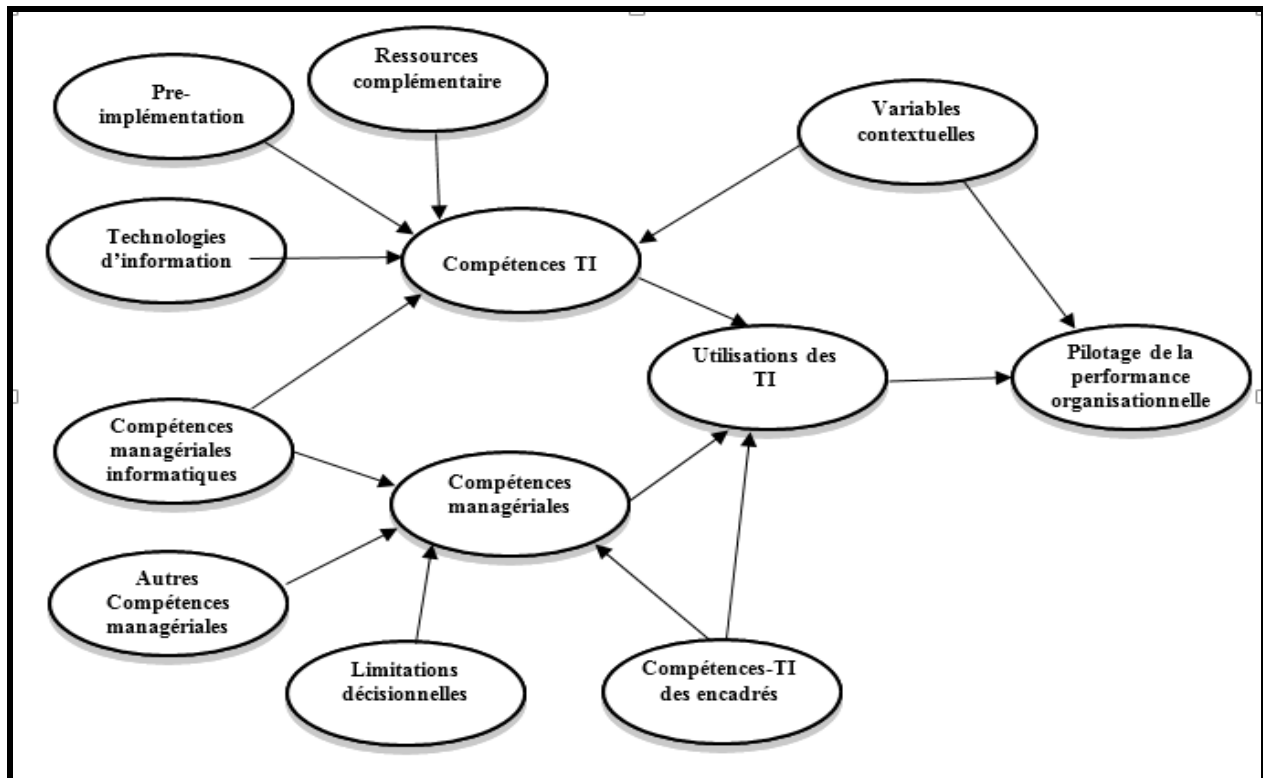 Ressources
complémentaire
Pre-
implémentation
Variables
contextuelles
Technologies
d’information
Compétences TI
Utilisations des
TI
Pilotage de la
performance
organisationnelle
Compétences
managériales
informatiques
Compétences
managériales
Autres
Compétences
managériales
Limitations
décisionnelles
Compétences-TI
des encadrés